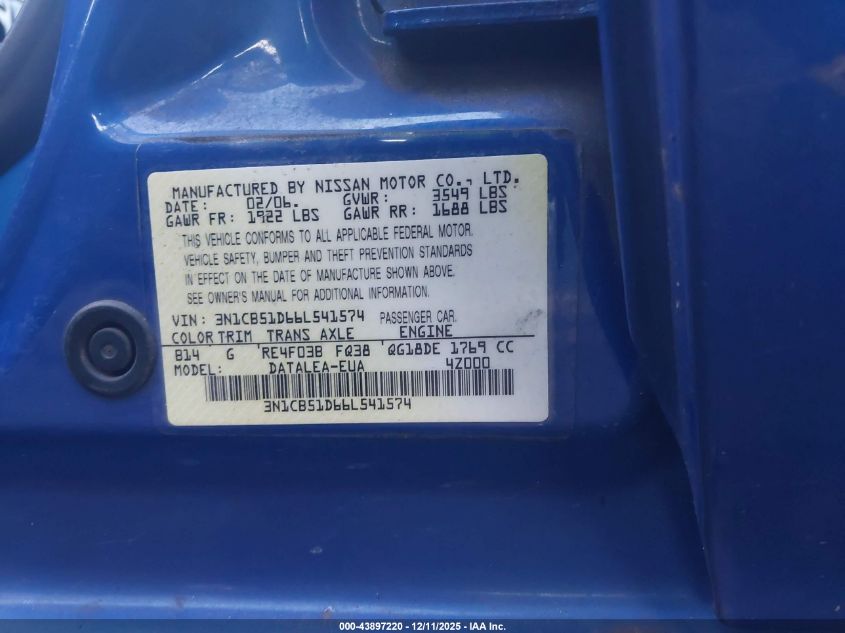 MANUFACTURED BY NISSAN MOTOR CO., LTD.
DATE: 02/06. GVWR: 3549 LBS
GAWR FR: 1922 LBS GAWR RR: 1688 LBS
THIS VEHICLE CONFORMS TO ALL APPLICABLE FEDERAL MOTOR.
VEHICLE SAFETY, BUMPER AND THEFT PREVENTION STANDARDS
IN EFFECT ON THE DATE OF MANUFACTURE SHOWN ABOVE.
SEE OWNER'S MANUAL FOR ADDITIONAL INFORMATION.
VIN: 3N1CB51D66L541574 PASSENGER CAR.
COLOR TRIM TRANS AXLE ENGINE
B14 G RE4F03B FQ38 QG18DE 1769 CC
MODEL: DATALEA-EUA 4Z000
3N1CB51D66L541574
000-43897220 - 12/11/2025 - IAA Inc.